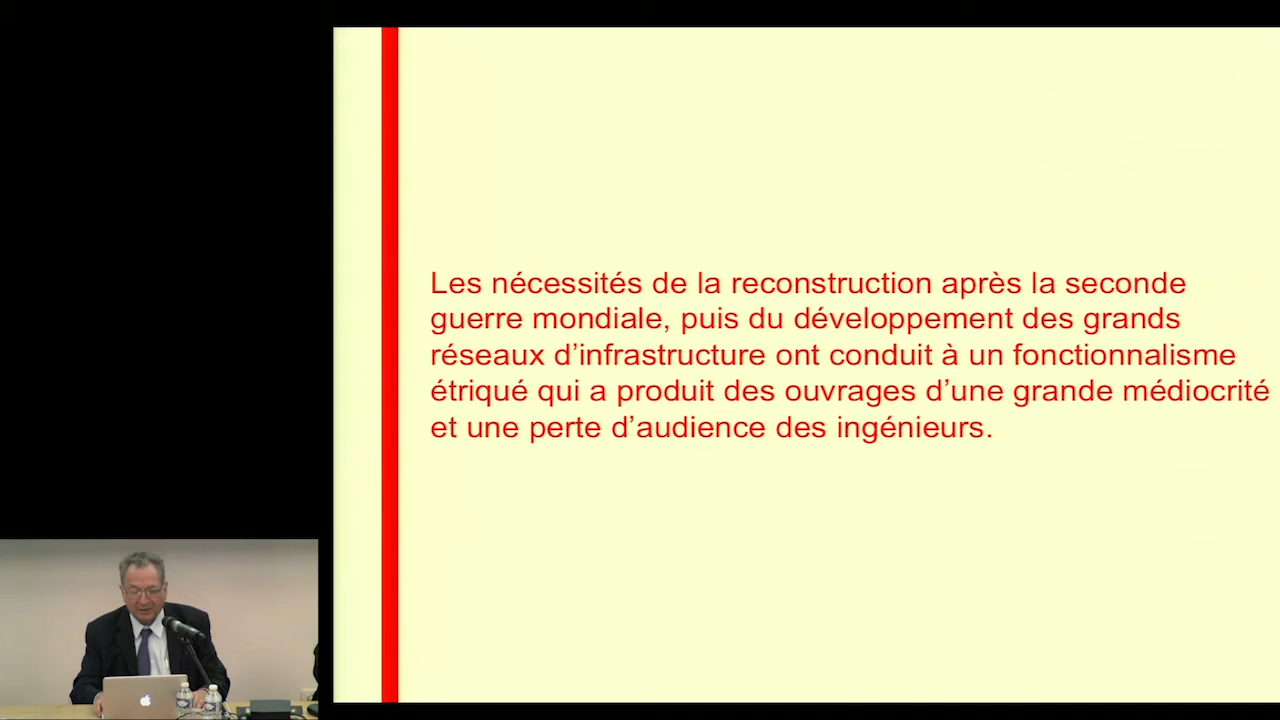 Les nécessités de la reconstruction après la seconde
guerre mondiale, puis du développement des grands
réseaux d’infrastructure ont conduit à un fonctionnalisme
étriqué qui a produit des ouvrages d’une grande médiocrité
et une perte d’audience des ingénieurs.